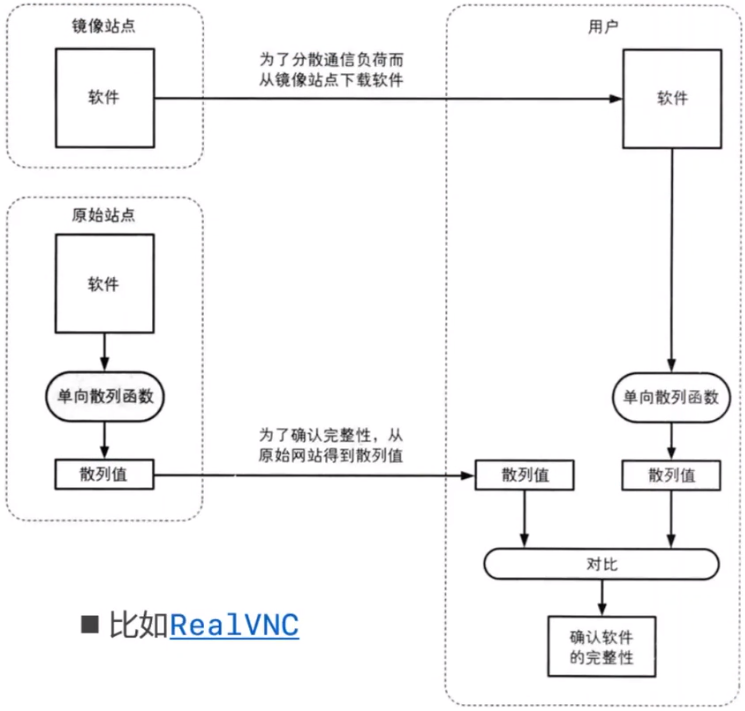 镜像站点
软件
为了分散通信负荷而
从镜像站点下载软件
用户
软件
原始站点
软件
单向散列函数
散列值
为了确认完整性，从
原始网站得到散列值
单向散列函数
散列值
散列值
对比
确认软件
的完整性
■ 比如RealVNC